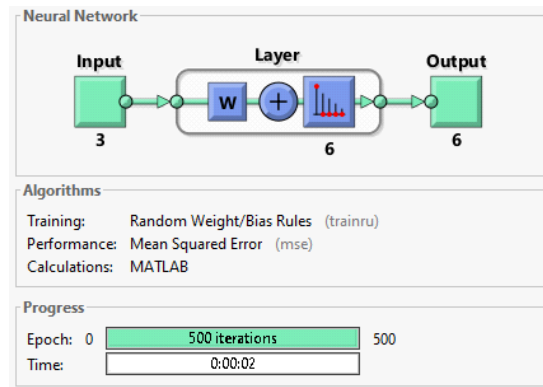 Neural Network
Input
Layer
Output
W
+
3
6
6
Algorithms
Training: Random Weight/Bias Rules (trainru)
Performance: Mean Squared Error (mse)
Calculations: MATLAB
Progress
Epoch: 0 500 iterations 500
Time: 0:00:02